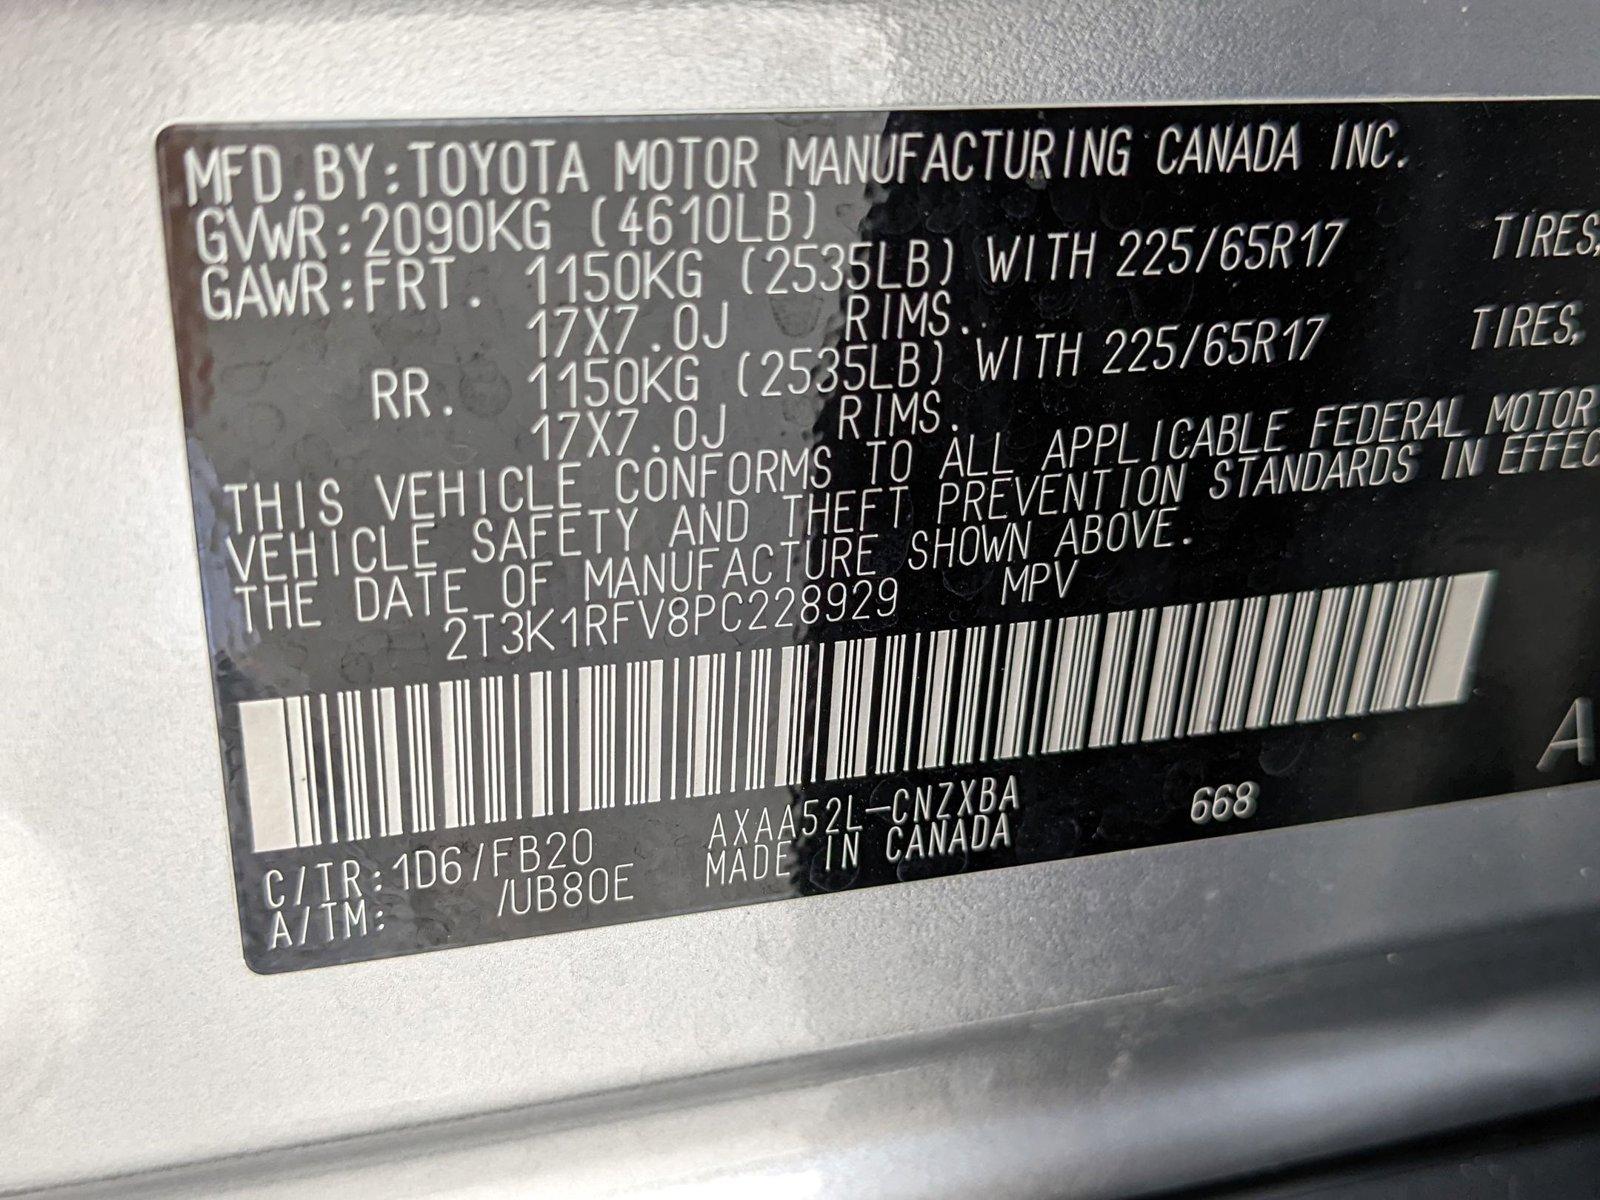 MFD.BY:TOYOTA MOTOR MANUFACTURING CANADA INC.
GVWR:2090KG (4610LB)
GAWR:FRT. 1150KG (2535LB) WITH 225/65R17 TIRES,
17X7.0J RIMS.
RR. 1150KG (2535LB) WITH 225/65R17 TIRES,
17X7.0J RIMS.
THIS VEHICLE CONFORMS TO ALL APPLICABLE FEDERAL MOTOR
VEHICLE SAFETY AND THEFT PREVENTION STANDARDS IN EFFEC
THE DATE OF MANUFACTURE SHOWN ABOVE.
2T3K1RFV8PC228929 MPV
A
C/TR:1D6/FB20 AXAA52L-CNZXBA 668
A/TM: /UB80E MADE IN CANADA